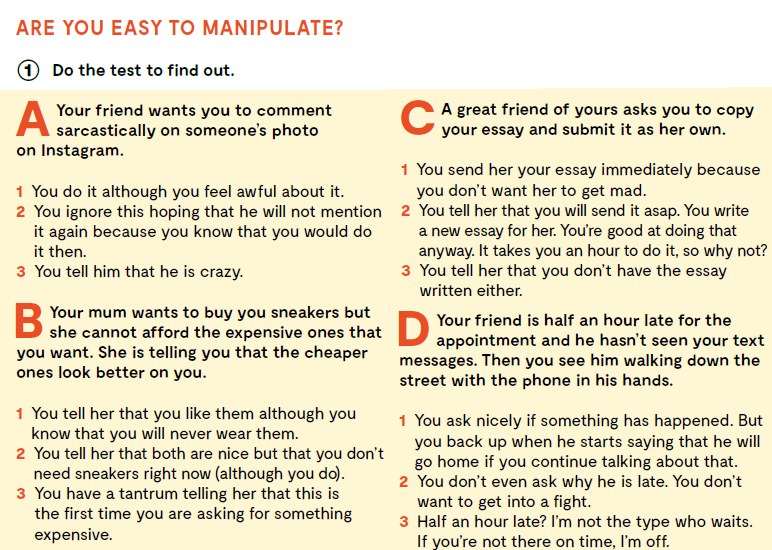 ARE YOU EASY TO MANIPULATE?
1 Do the test to find out.
A Your friend wants you to comment
sarcastically on someone's photo
on Instagram.
1 You do it although you feel awful about it.
2 You ignore this hoping that he will not mention
it again because you know that you would do
it then.
3 You tell him that he is crazy.
B Your mum wants to buy you sneakers but
she cannot afford the expensive ones that
you want. She is telling you that the cheaper
ones look better on you.
1 You tell her that you like them although you
know that you will never wear them.
2 You tell her that both are nice but that you don't
need sneakers right now (although you do).
3 You have a tantrum telling her that this is
the first time you are asking for something
expensive.
C A great friend of yours asks you to copy
your essay and submit it as her own.
1 You send her your essay immediately because
you don't want her to get mad.
2 You tell her that you will send it asap. You write
a new essay for her. You're good at doing that
anyway. It takes you an hour to do it, so why not?
3 You tell her that you don't have the essay
written either.
D Your friend is half an hour late for the
appointment and he hasn't seen your text
messages. Then you see him walking down the
street with the phone in his hands.
1 You ask nicely if something has happened. But
you back up when he starts saying that he will
go home if you continue talking about that.
2 You don't even ask why he is late. You don't
want to get into a fight.
3 Half an hour late? I'm not the type who waits.
If you're not there on time, I'm off.